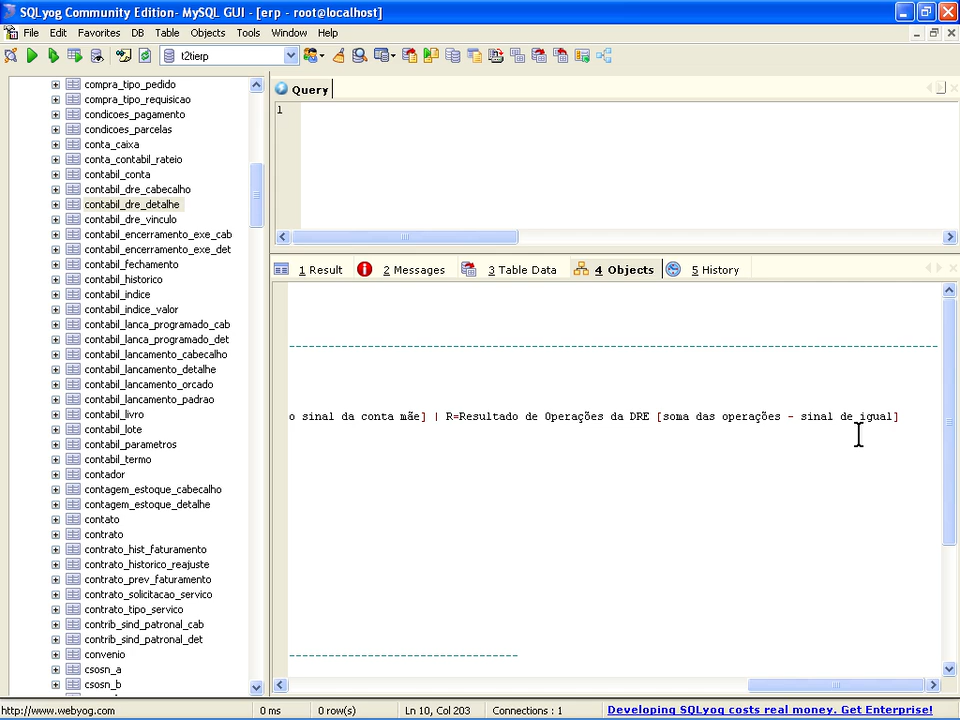 SQLyog Community Edition- MySQL GUI - [erp - root@localhost]
File Edit Favorites DB Table Objects Tools Window Help
t2tierp
compra_tipo_pedido
compra_tipo_requisicao
condicoes_pagamento
condicoes_parcelas
conta_caixa
conta_contabil_rateio
contabil_conta
contabil_dre_cabecalho
contabil_dre_detalhe
contabil_dre_vinculo
contabil_encerramento_exe_cab
contabil_encerramento_exe_det
contabil_fechamento
contabil_historico
contabil_indice
contabil_indice_valor
contabil_lanca_programado_cab
contabil_lanca_programado_det
contabil_lancamento_cabecalho
contabil_lancamento_detalhe
contabil_lancamento_orcado
contabil_lancamento_padrao
contabil_livro
contabil_lote
contabil_parametros
contabil_termo
contador
contagem_estoque_cabecalho
contagem_estoque_detalhe
contato
contrato
contrato_hist_faturamento
contrato_historico_reajuste
contrato_prev_faturamento
contrato_solicitacao_servico
contrato_tipo_servico
contrib_sind_patronal_cab
contrib_sind_patronal_det
convenio
csosn_a
csosn_b
Query
1
1 Result 2 Messages 3 Table Data 4 Objects 5 History
--------------------------------------------------------------------------------------------------
o sinal da conta mãe] | R=Resultado de Operações da DRE [soma das operações - sinal de igual]
-----------------------------------
http://www.webyog.com 0 ms 0 row(s) Ln 10, Col 203 Connections : 1 Developing SQLyog costs real money. Get Enterprise!